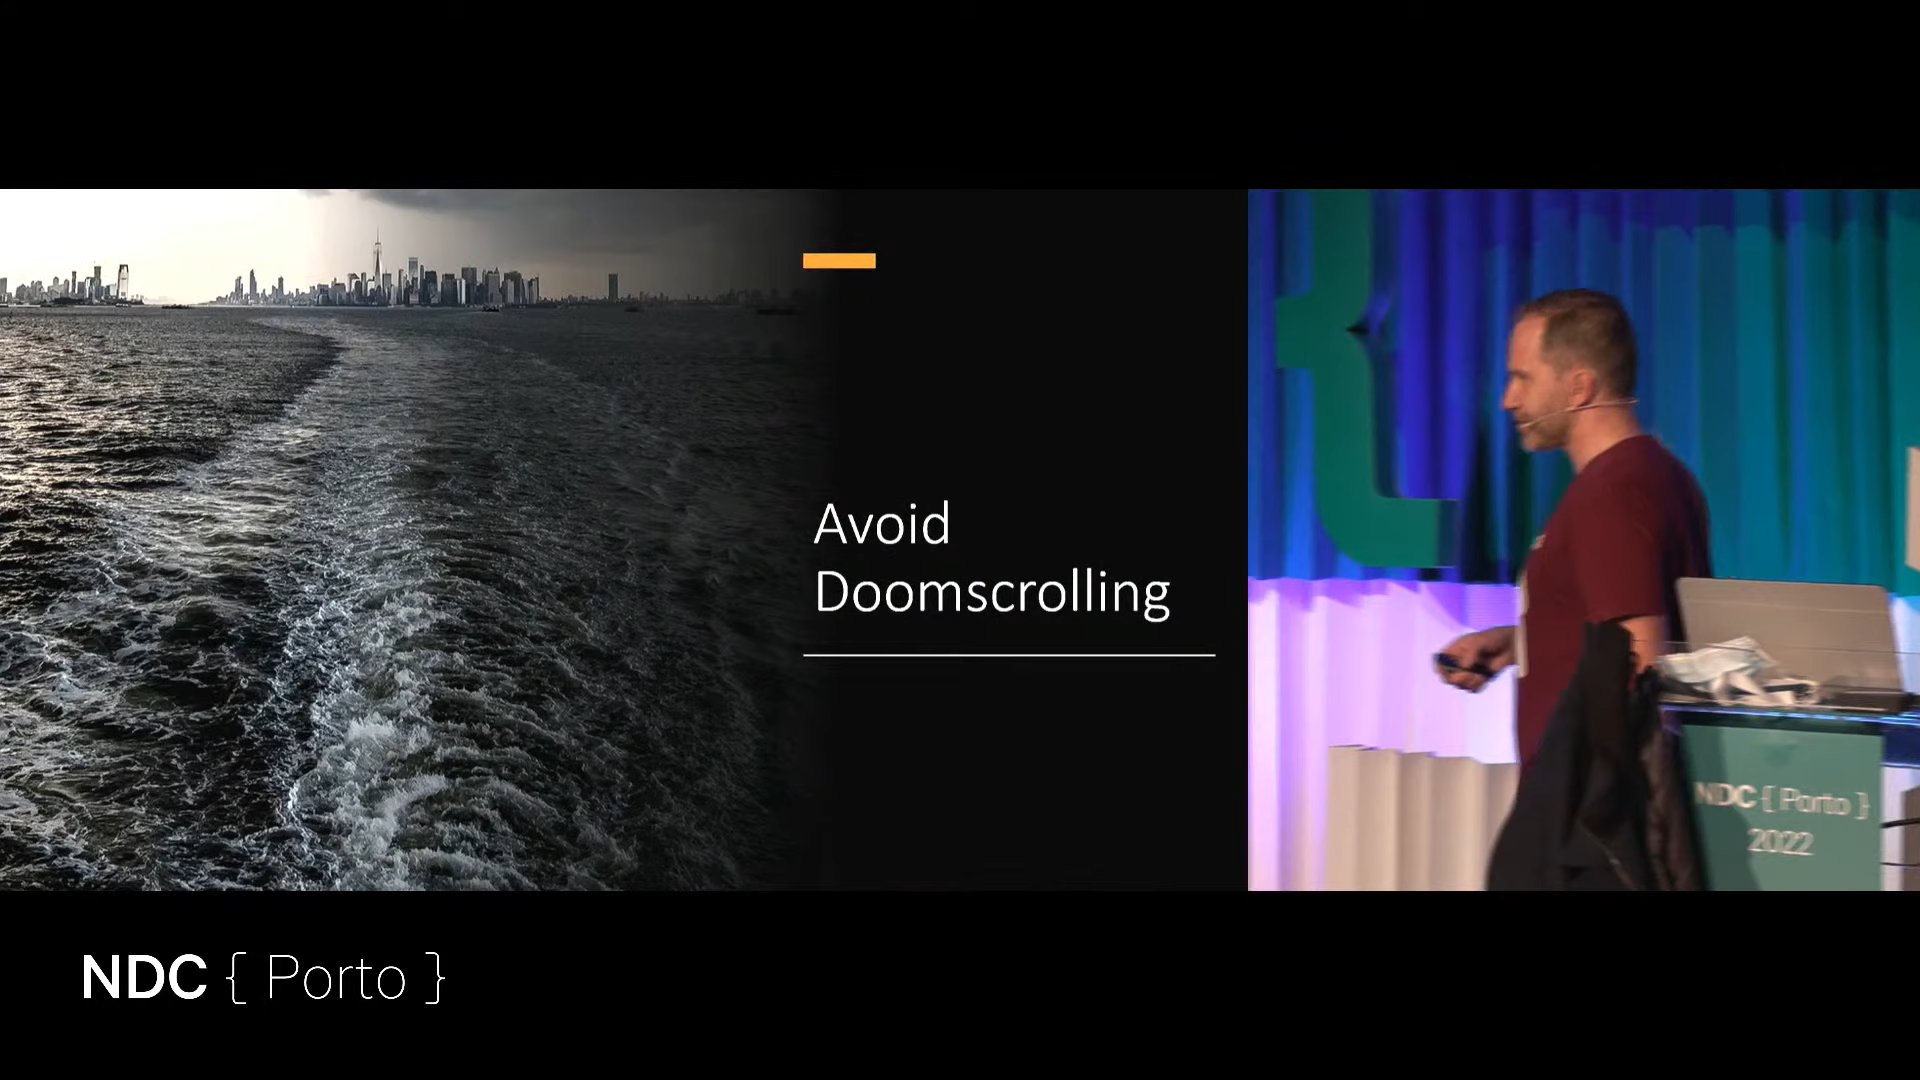 Avoid
Doomscrolling
NDC { Porto }
2022
NDC { Porto }